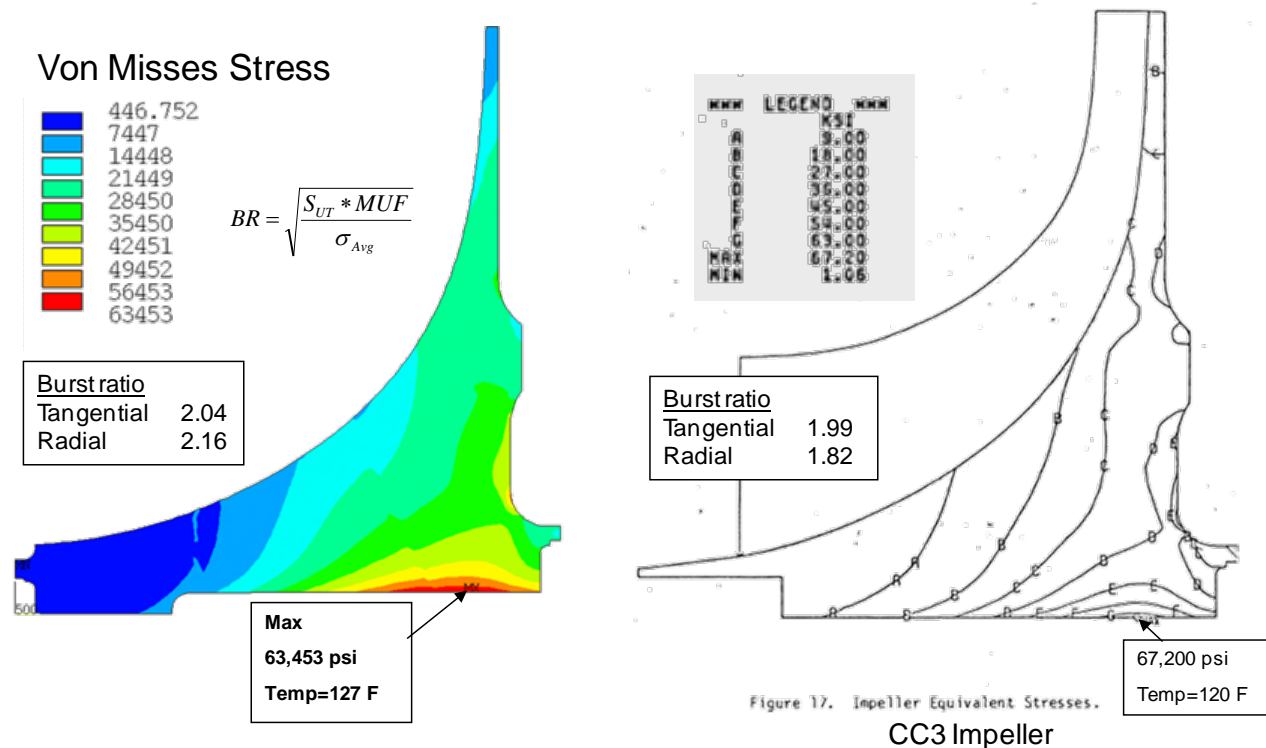 Von Misses Stress
446.752
7447
14448
21449
28450
35450
42451
49452
56453
63453
BR = √(S_UT * MUF / σ_Avg)
Burst ratio
Tangential 2.04
Radial 2.16
MX
500
Max
63,453 psi
Temp=127 F
*** LEGEND ***
KSI
A 9.00
B 18.00
C 27.00
D 36.00
E 45.00
F 54.00
G 63.00
MAX 67.20
MIN 1.06
Burst ratio
Tangential 1.99
Radial 1.82
B
C
C
D
C
B
C
C
D
B
A
B
C
D
E
E
A
A
B
B
C
D
E
F
G
F
D
67,200 psi
Temp=120 F
Figure 17. Impeller Equivalent Stresses.
CC3 Impeller